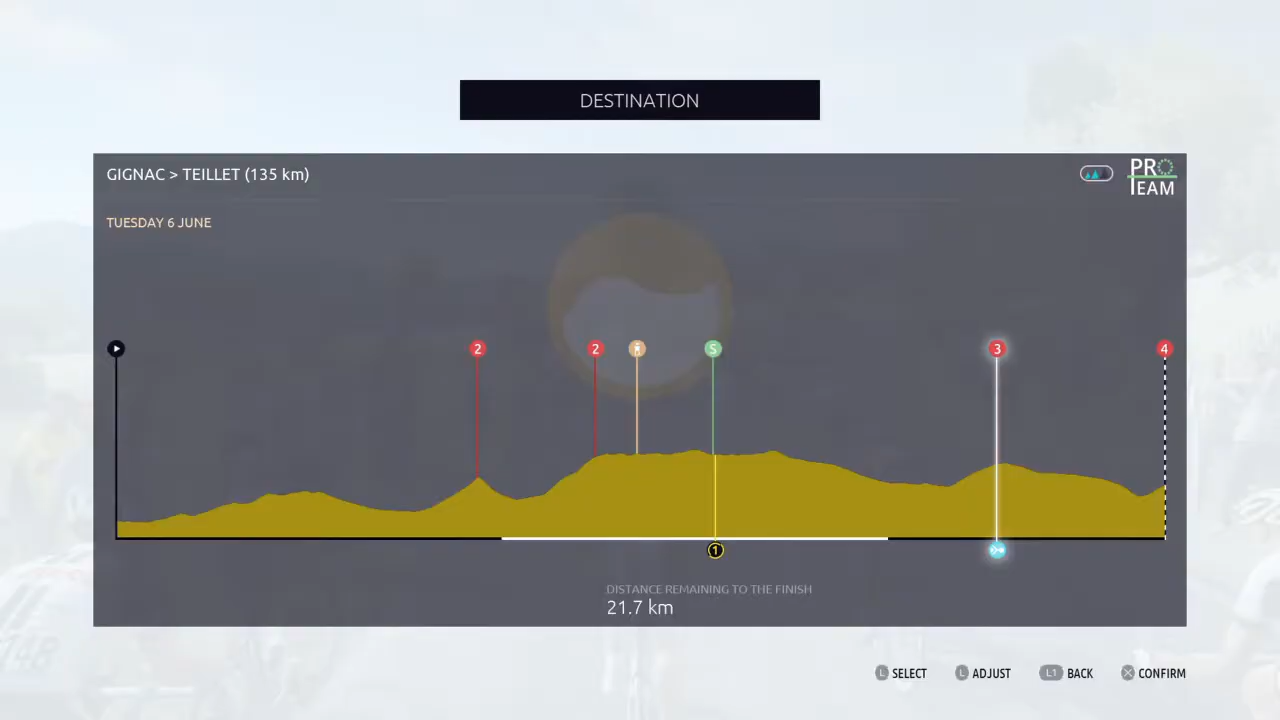 DESTINATION
GIGNAC > TEILLET (135 km)
PRO TEAM
TUESDAY 6 JUNE
2
2
S
3
4
1
DISTANCE REMAINING TO THE FINISH
21.7 km
L SELECT
L ADJUST
L1 BACK
CONFIRM